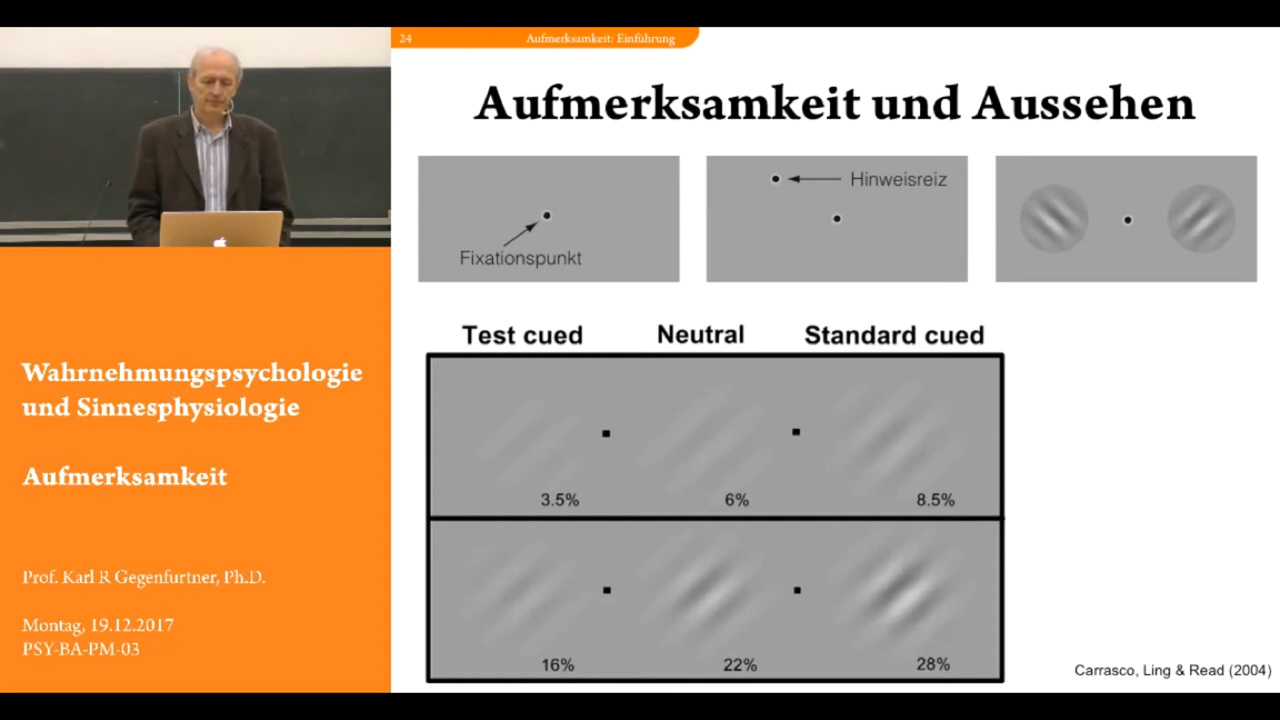 24
Aufmerksamkeit: Einführung
Aufmerksamkeit und Aussehen
Fixationspunkt
Hinweisreiz
Test cued
Neutral
Standard cued
3.5%
6%
8.5%
16%
22%
28%
Carrasco, Ling & Read (2004)
Wahrnehmungspsychologie
und Sinnesphysiologie
Aufmerksamkeit
Prof. Karl R Gegenfurtner, Ph.D.
Montag, 19.12.2017
PSY-BA-PM-03